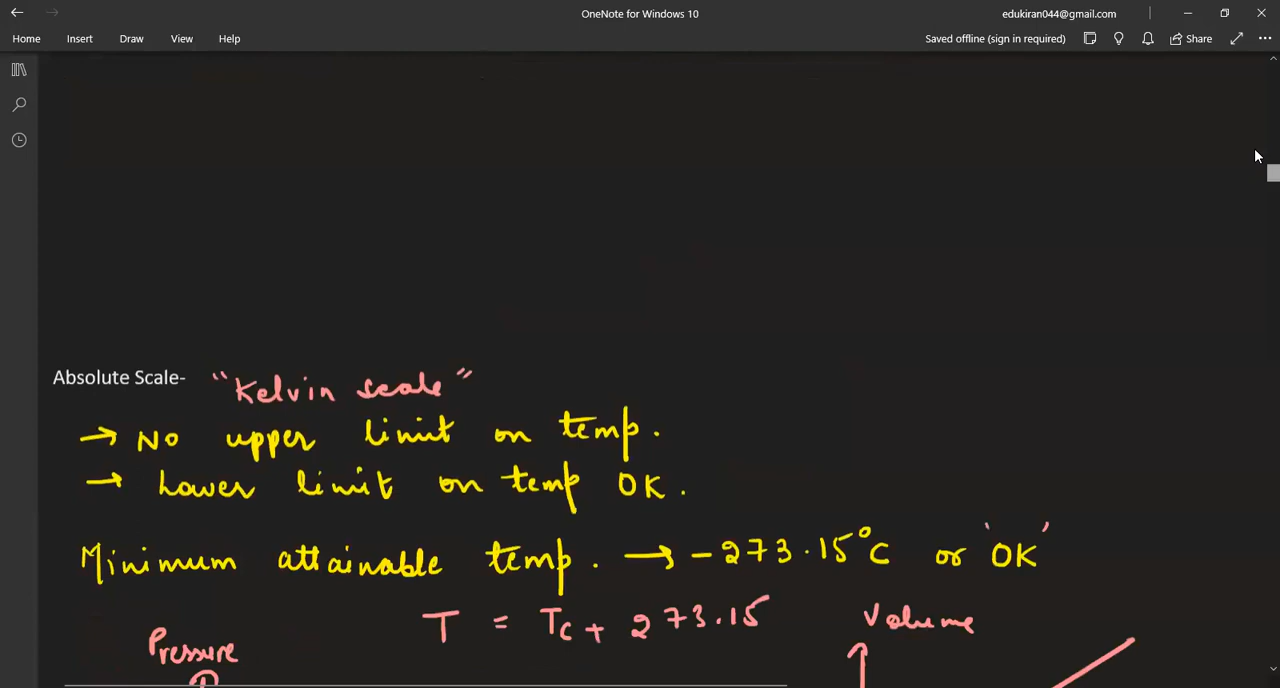 OneNote for Windows 10
edukiran044@gmail.com
Home Insert Draw View Help
Saved offline (sign in required) Share
Absolute Scale- "Kelvin scale"
→ No upper limit on temp.
→ Lower limit on temp 0K.
Minimum attainable temp. → -273.15°C or '0K'
T = Tc + 273.15
Volume
Pressure